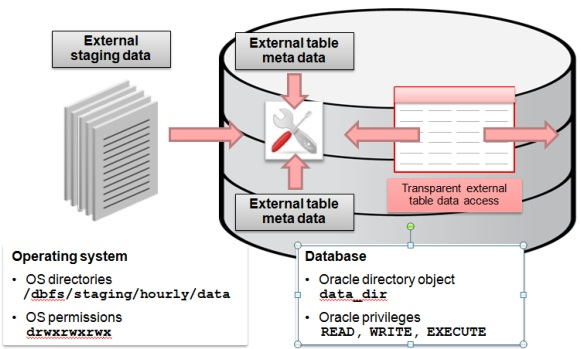 External
staging data
External table
meta data
External table
meta data
Transparent external
table data access
Operating system
• OS directories
/dbfs/staging/hourly/data
• OS permissions
drwxrwxrwx
Database
• Oracle directory object
data_dir
• Oracle privileges
READ, WRITE, EXECUTE